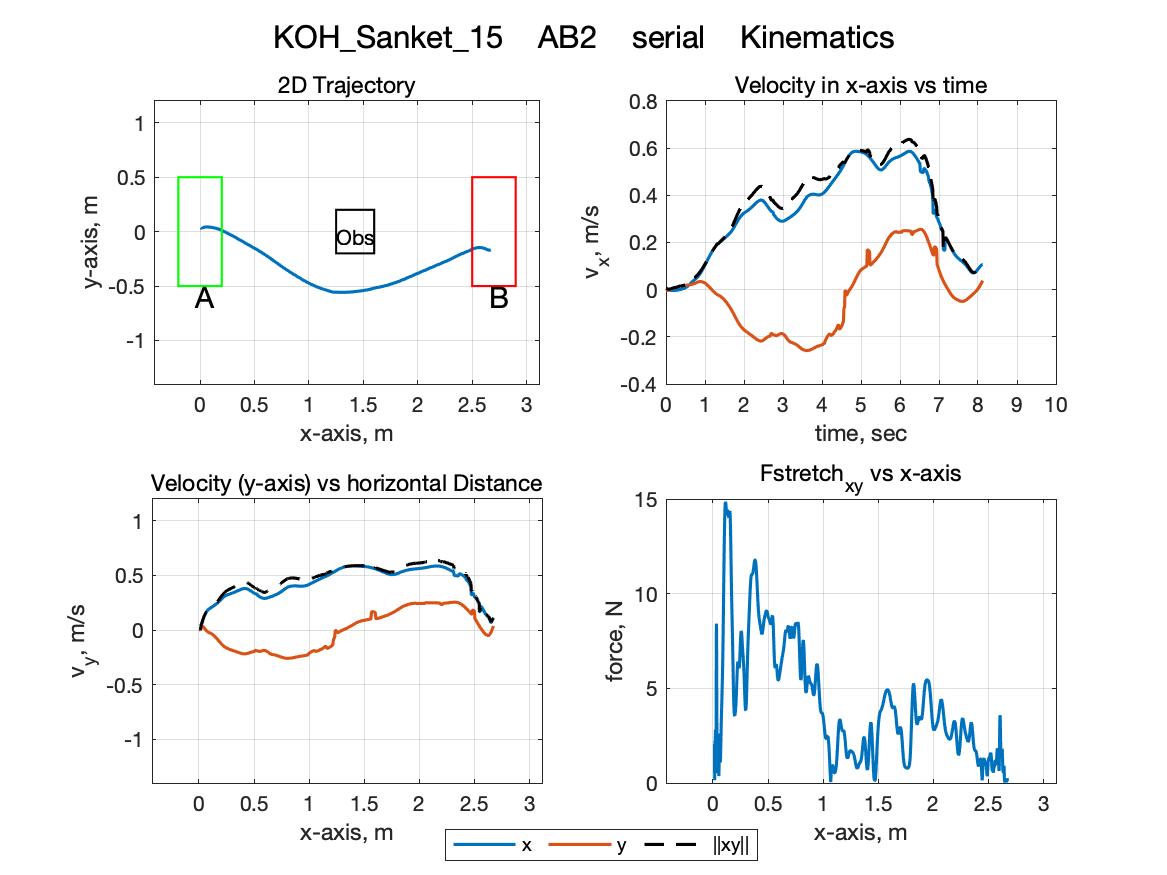 KOH_Sanket_15 AB2 serial Kinematics
2D Trajectory
1
0.5
0
-0.5
-1
y-axis, m
Obs
A
B
0 0.5 1 1.5 2 2.5 3
x-axis, m
Velocity in x-axis vs time
0.8
0.6
0.4
0.2
0
-0.2
-0.4
v_x, m/s
0 1 2 3 4 5 6 7 8 9 10
time, sec
Velocity (y-axis) vs horizontal Distance
1
0.5
0
-0.5
-1
v_y, m/s
0 0.5 1 1.5 2 2.5 3
x-axis, m
Fstretch_xy vs x-axis
15
10
5
0
force, N
0 0.5 1 1.5 2 2.5 3
x-axis, m
x y ||xy||